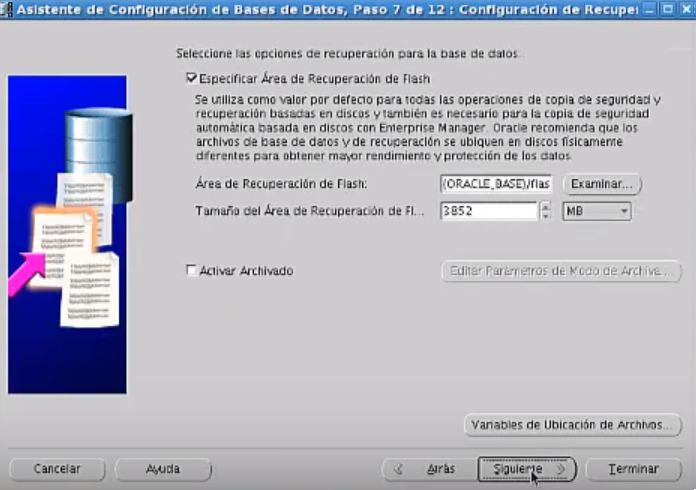 Asistente de Configuración de Bases de Datos, Paso 7 de 12 : Configuración de Recuper
Seleccione las opciones de recuperación para la base de datos:
Especificar Área de Recuperación de Flash
Se utiliza como valor por defecto para todas las operaciones de copia de seguridad y
recuperación basadas en discos y también es necesario para la copia de seguridad
automática basada en discos con Enterprise Manager. Oracle recomienda que los
archivos de base de datos y de recuperación se ubiquen en discos físicamente
diferentes para obtener mayor rendimiento y protección de los datos.
Área de Recuperación de Flash: {ORACLE_BASE}/flas Examinar...
Tamaño del Área de Recuperación de Fl... 3852 MB
Activar Archivado Editar Parámetros de Modo de Archiva...
Variables de Ubicación de Archivos...
Cancelar Ayuda Atrás Siguiente Terminar